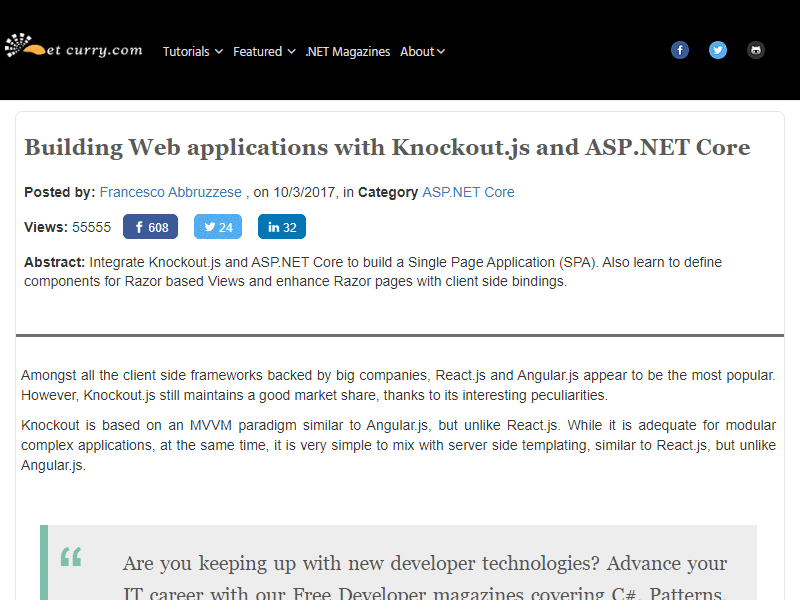 et curry.com
Tutorials Featured .NET Magazines About
Building Web applications with Knockout.js and ASP.NET Core
Posted by: Francesco Abbruzzese , on 10/3/2017, in Category ASP.NET Core
Views: 55555 f 608 24 in 32
Abstract: Integrate Knockout.js and ASP.NET Core to build a Single Page Application (SPA). Also learn to define
components for Razor based Views and enhance Razor pages with client side bindings.
Amongst all the client side frameworks backed by big companies, React.js and Angular.js appear to be the most popular.
However, Knockout.js still maintains a good market share, thanks to its interesting peculiarities.
Knockout is based on an MVVM paradigm similar to Angular.js, but unlike React.js. While it is adequate for modular
complex applications, at the same time, it is very simple to mix with server side templating, similar to React.js, but unlike
Angular.js.
“ Are you keeping up with new developer technologies? Advance your
IT career with our Free Developer magazines covering C#, Patterns,